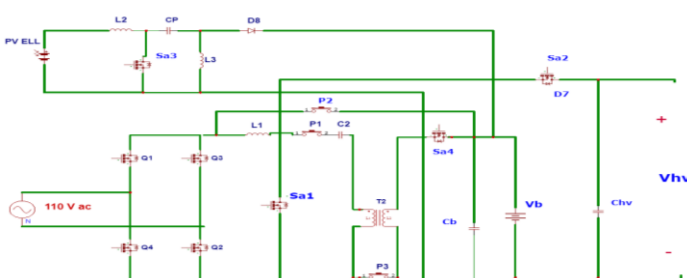 L2 CP D8
PV ELL
Sa3
L3
Sa2
D7
P2
L1 P1 C2
+
Q1 Q3
Sa4
Vhv
110 V ac
N
Sa1
T2
Cb
Vb
Chv
Q4 Q2
P3
-